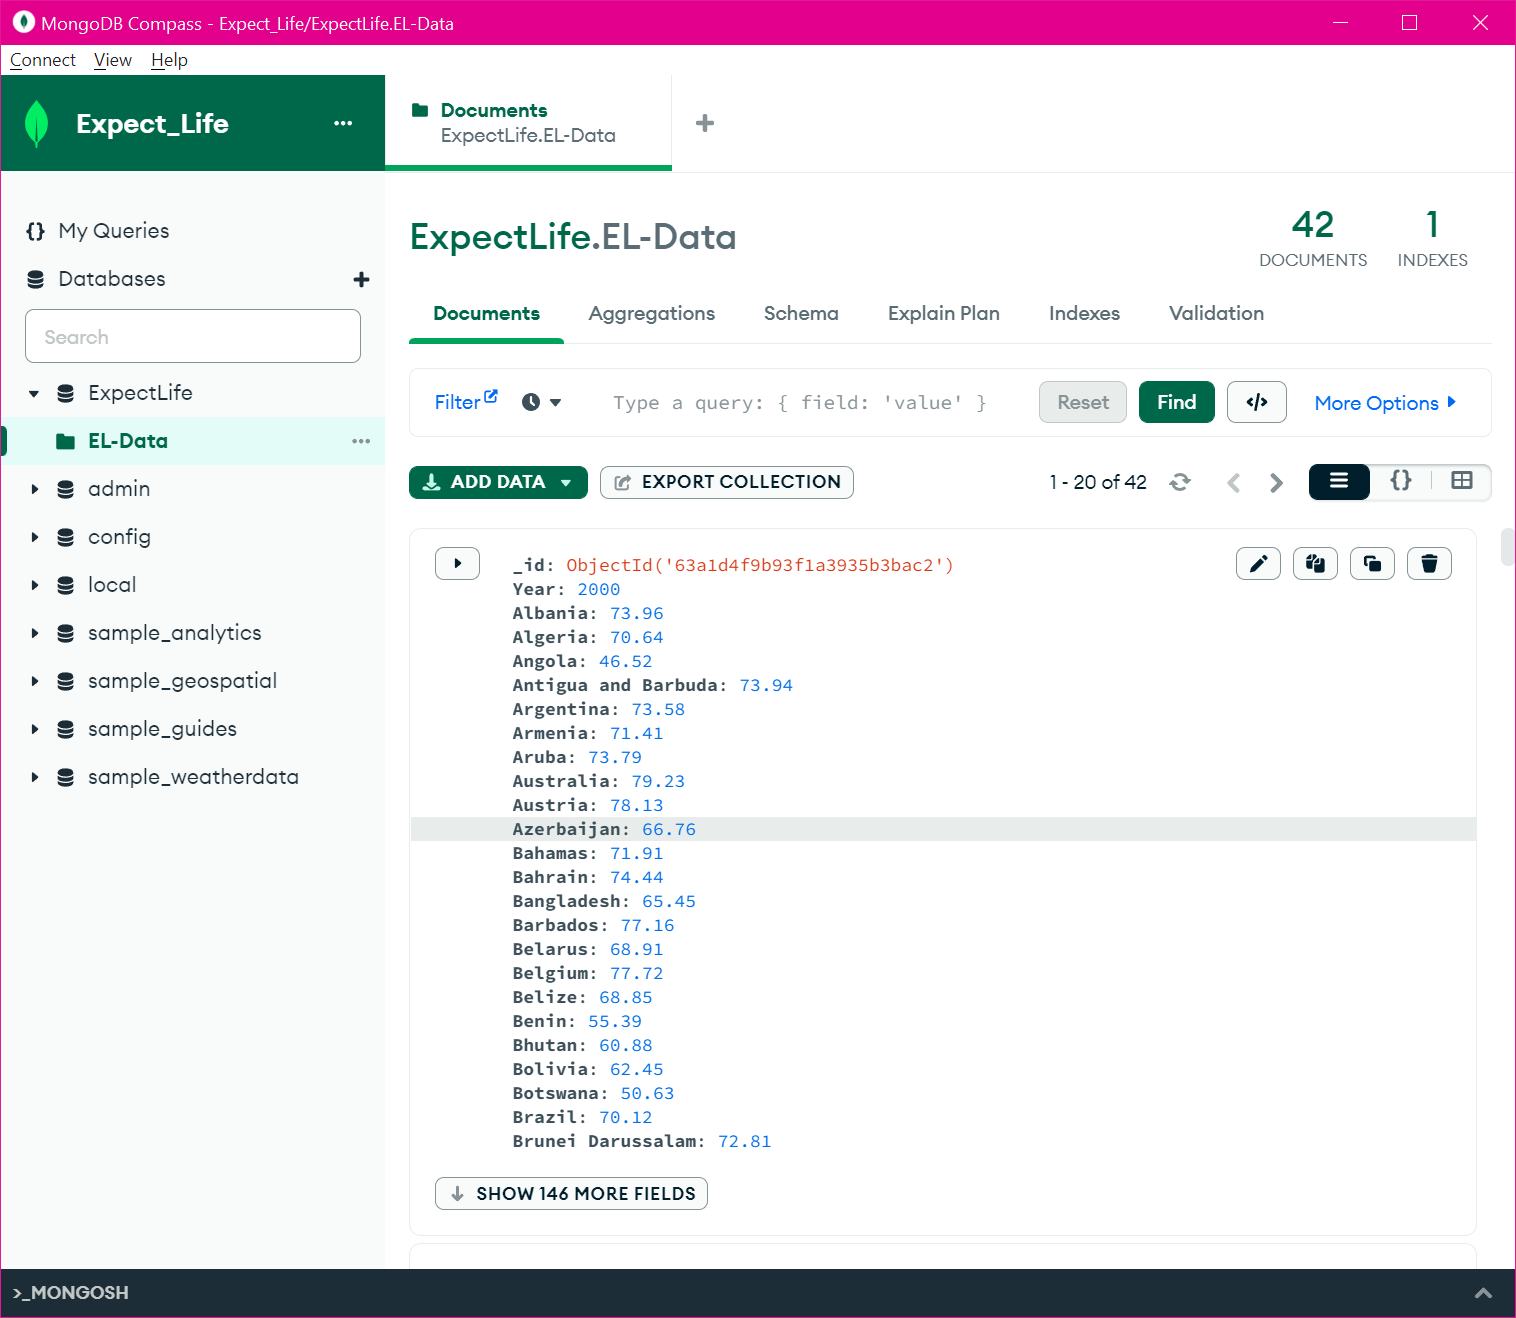 MongoDB Compass - Expect_Life/ExpectLife.EL-Data
Connect View Help
Expect_Life
Documents
ExpectLife.EL-Data
My Queries
Databases
Search
ExpectLife
EL-Data
admin
config
local
sample_analytics
sample_geospatial
sample_guides
sample_weatherdata
ExpectLife.EL-Data
42
DOCUMENTS
1
INDEXES
Documents Aggregations Schema Explain Plan Indexes Validation
Filter Type a query: { field: 'value' } Reset Find </> More Options
ADD DATA EXPORT COLLECTION 1 - 20 of 42 {}
_id: ObjectId('63a1d4f9b93f1a3935b3bac2')
Year: 2000
Albania: 73.96
Algeria: 70.64
Angola: 46.52
Antigua and Barbuda: 73.94
Argentina: 73.58
Armenia: 71.41
Aruba: 73.79
Australia: 79.23
Austria: 78.13
Azerbaijan: 66.76
Bahamas: 71.91
Bahrain: 74.44
Bangladesh: 65.45
Barbados: 77.16
Belarus: 68.91
Belgium: 77.72
Belize: 68.85
Benin: 55.39
Bhutan: 60.88
Bolivia: 62.45
Botswana: 50.63
Brazil: 70.12
Brunei Darussalam: 72.81
SHOW 146 MORE FIELDS
>_MONGOSH